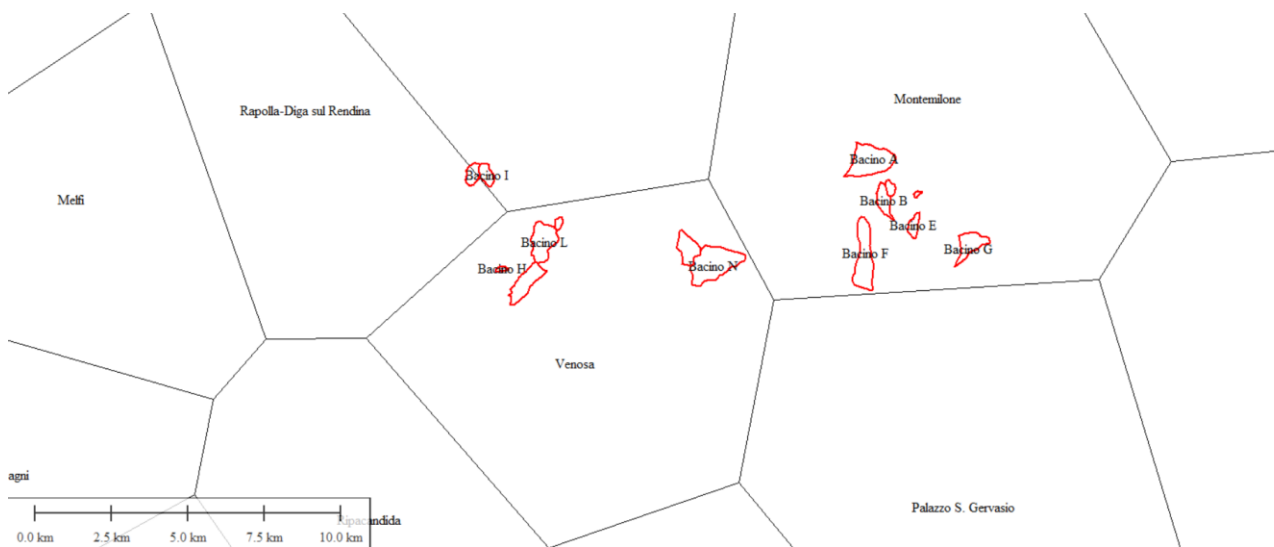 Montemilone
Rapolla-Diga sul Rendina
Bacino A
Bacino I
Melfi
Bacino B
Bacino E
Bacino L
Bacino G
Bacino F
Bacino H
Bacino N
Venosa
agni
Palazzo S. Gervasio
Ripacandida
0.0 km 2.5 km 5.0 km 7.5 km 10.0 km